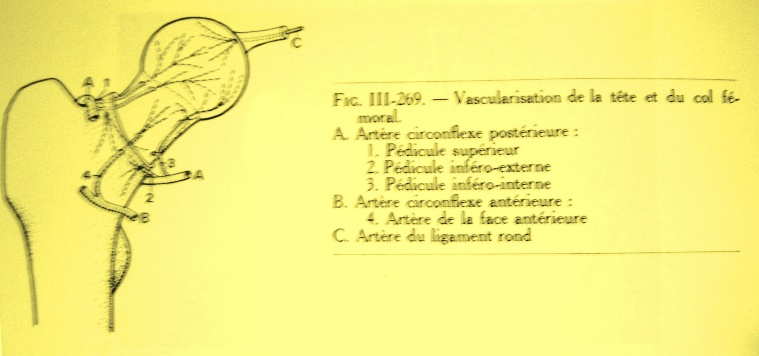 A
1
C
3
4
A
2
B
FIG. III-269. — Vascularisation de la tête et du col fé-
moral.
A. Artère circonflexe postérieure :
1. Pédicule supérieur
2. Pédicule inféro-externe
3. Pédicule inféro-interne
B. Artère circonflexe antérieure :
4. Artère de la face antérieure
C. Artère du ligament rond